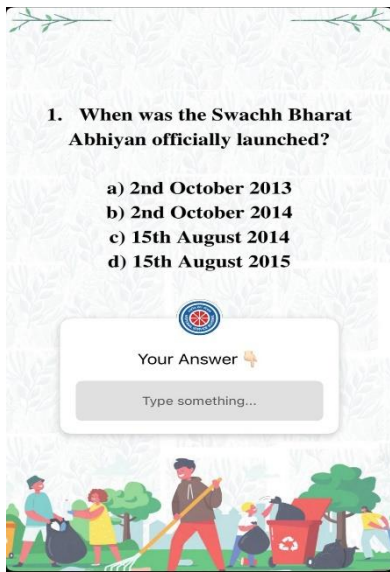 1. When was the Swachh Bharat
Abhiyan officially launched?
a) 2nd October 2013
b) 2nd October 2014
c) 15th August 2014
d) 15th August 2015
Your Answer 👇🏻
Type something...